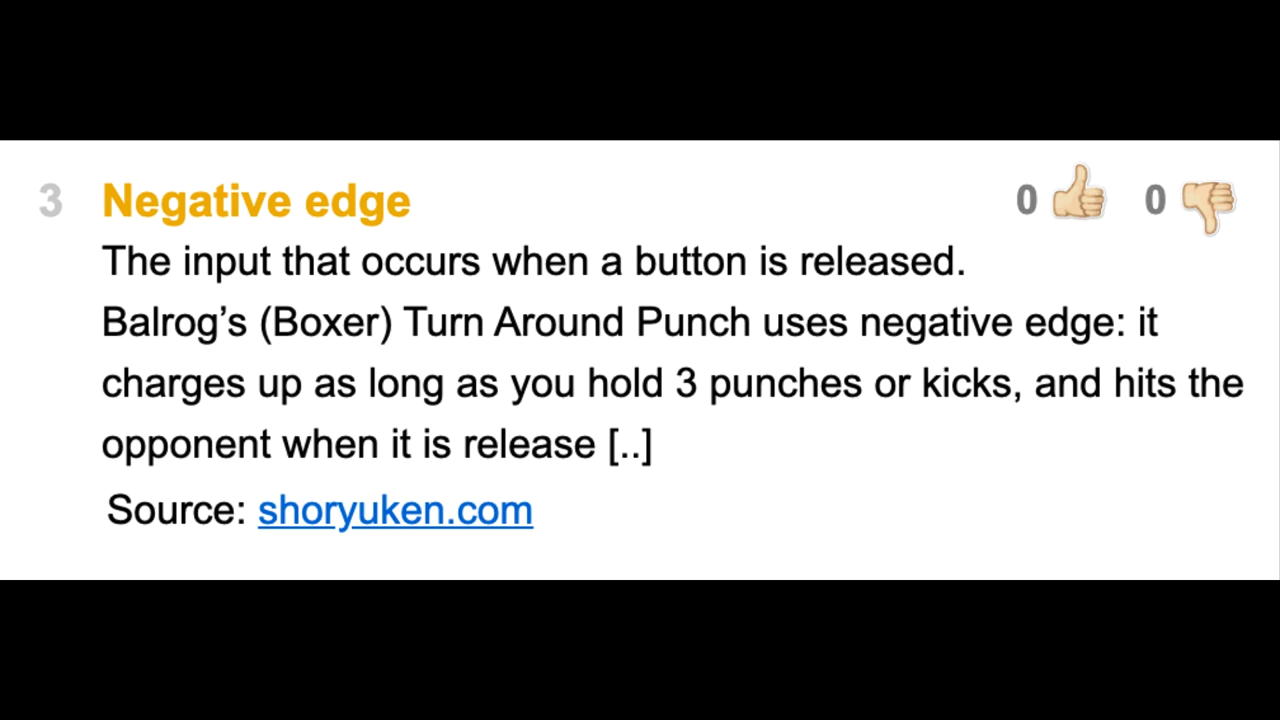 3 Negative edge 0 0
The input that occurs when a button is released.
Balrog’s (Boxer) Turn Around Punch uses negative edge: it
charges up as long as you hold 3 punches or kicks, and hits the
opponent when it is release [..]
Source: shoryuken.com